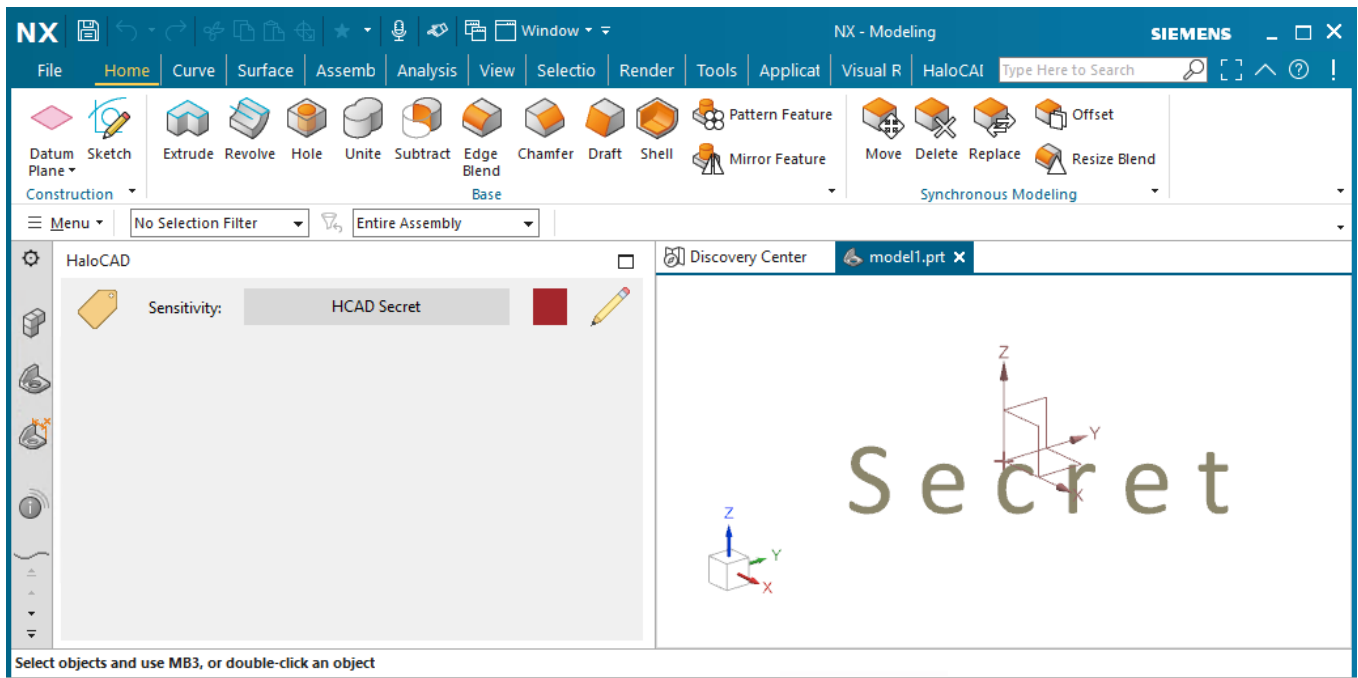 NX Window NX - Modeling SIEMENS
File Home Curve Surface Assemb Analysis View Selectio Render Tools Applicat Visual R HaloCAD Type Here to Search
Pattern Feature Offset
Datum Plane Sketch Extrude Revolve Hole Unite Subtract Edge Blend Chamfer Draft Shell Mirror Feature Move Delete Replace Resize Blend
Construction Base Synchronous Modeling
Menu No Selection Filter Entire Assembly
HaloCAD Discovery Center model1.prt
Sensitivity: HCAD Secret
Z
Y
Secret
X
Z
Y
X
Select objects and use MB3, or double-click an object